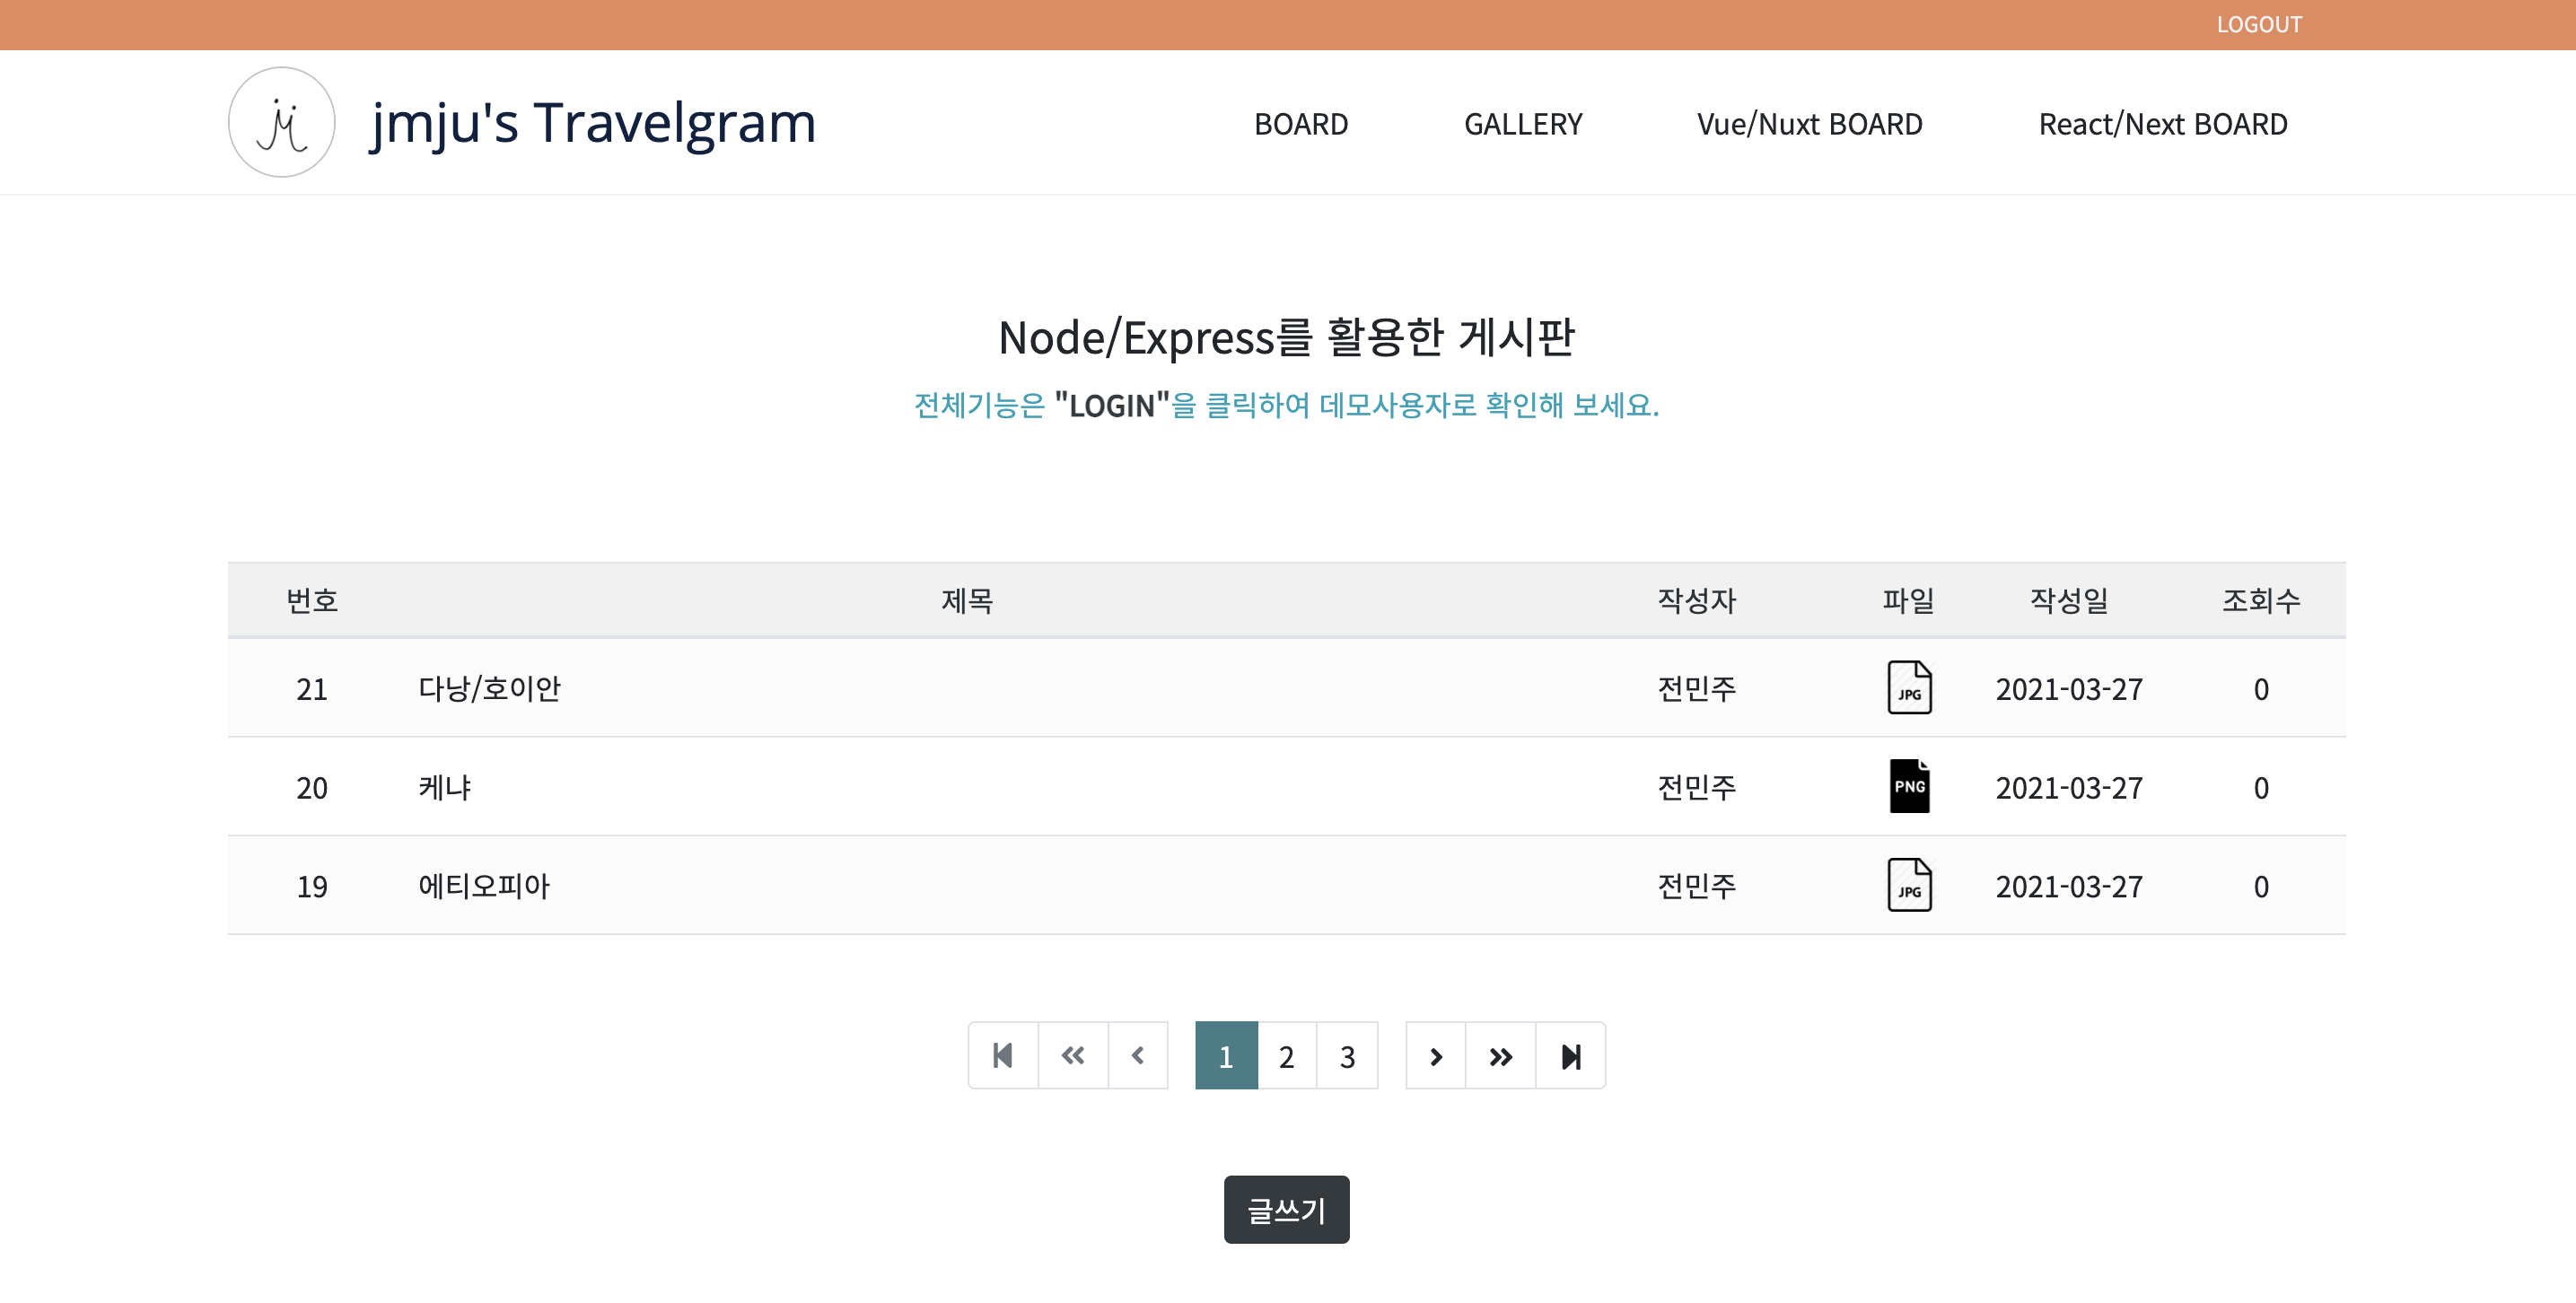 LOGOUT
jmju's Travelgram
BOARD GALLERY Vue/Nuxt BOARD React/Next BOARD
Node/Express를 활용한 게시판
전체기능은 "LOGIN"을 클릭하여 데모사용자로 확인해 보세요.
번호 제목 작성자 파일 작성일 조회수
21 다낭/호이안 전민주 JPG 2021-03-27 0
20 케냐 전민주 PNG 2021-03-27 0
19 에티오피아 전민주 JPG 2021-03-27 0
1 2 3
글쓰기